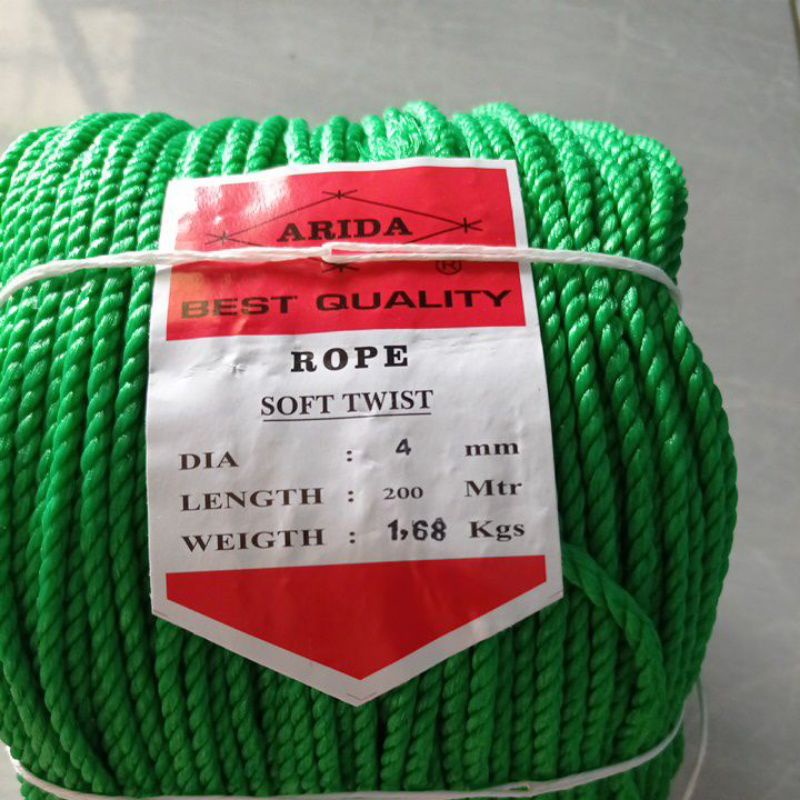 ARIDA
®
BEST QUALITY
ROPE
SOFT TWIST
DIA : 4 mm
LENGTH : 200 Mtr
WEIGTH : 1,68 Kgs